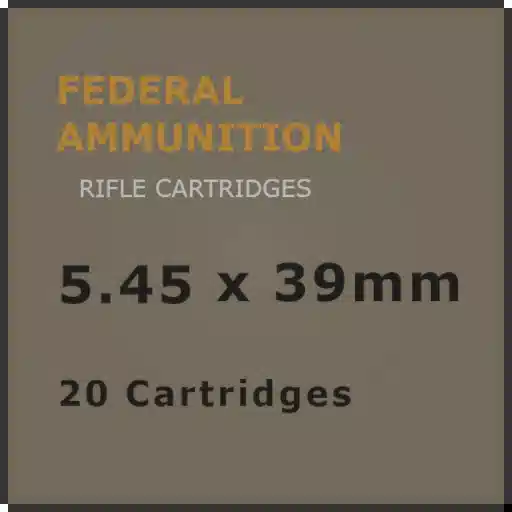 FEDERAL
AMMUNITION
RIFLE CARTRIDGES
5.45 x 39mm
20 Cartridges